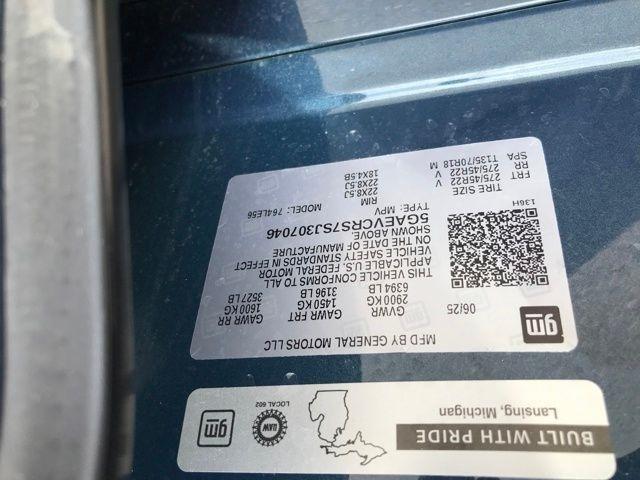 MFD BY GENERAL MOTORS LLC
gm
06/25
GVWR
2900 KG
6394 LB
GAWR FRT
1450 KG
3196 LB
GAWR RR
1600 KG
3527 LB
THIS VEHICLE CONFORMS TO ALL
APPLICABLE U.S. FEDERAL MOTOR
VEHICLE SAFETY STANDARDS IN EFFECT
ON THE DATE OF MANUFACTURE
SHOWN ABOVE.
5GAEVCRS7SJ307046
TYPE: MPV
MODEL: 764LE56
136H
TIRE SIZE RIM
FRT 275/45R22 V 22X8.5J
RR 275/45R22 V 22X8.5J
SPA T135/70R18 M 18X4.5B
BUILT WITH PRIDE
Lansing, Michigan
UAW
LOCAL 602
gm